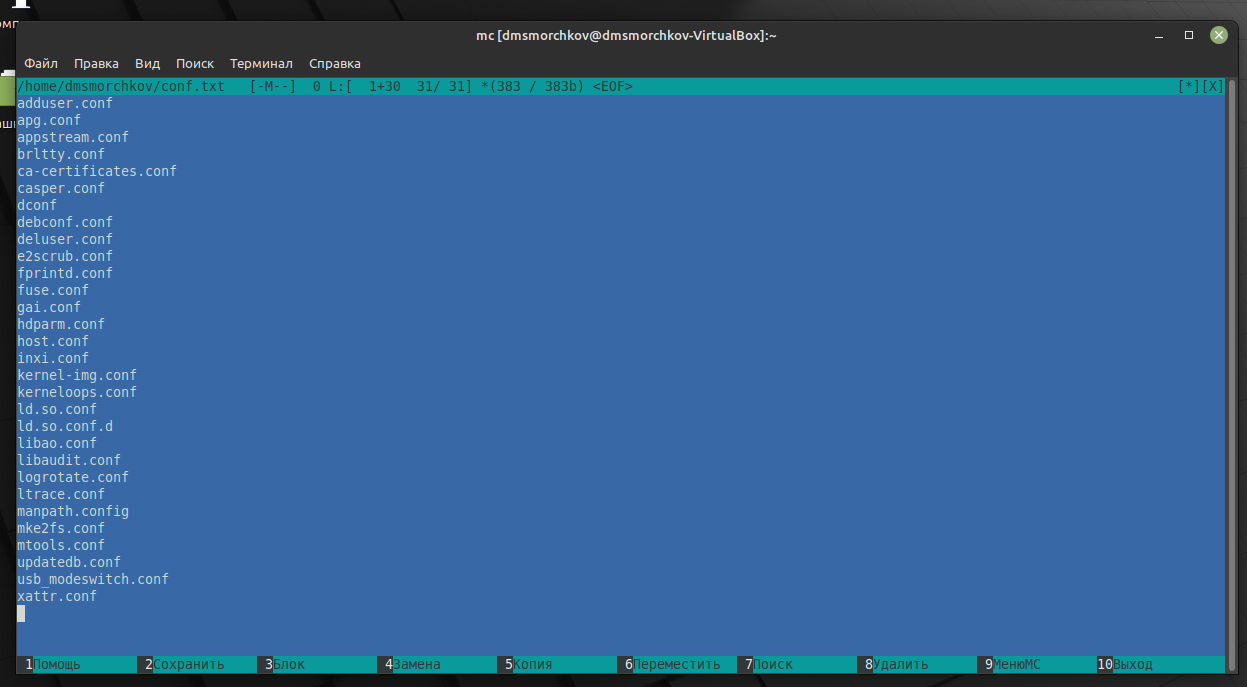 mc [dmsmorchkov@dmsmorchkov-VirtualBox]:~
Файл Правка Вид Поиск Терминал Справка
/home/dmsmorchkov/conf.txt [-M--] 0 L:[ 1+30 31/ 31] *(383 / 383b) <EOF> [*][X]
adduser.conf
apg.conf
appstream.conf
brltty.conf
ca-certificates.conf
casper.conf
dconf
debconf.conf
deluser.conf
e2scrub.conf
fprintd.conf
fuse.conf
gai.conf
hdparm.conf
host.conf
inxi.conf
kernel-img.conf
kerneloops.conf
ld.so.conf
ld.so.conf.d
libao.conf
libaudit.conf
logrotate.conf
ltrace.conf
manpath.config
mke2fs.conf
mtools.conf
updatedb.conf
usb_modeswitch.conf
xattr.conf
1Помощь 2Сохранить 3Блок 4Замена 5Копия 6Переместить 7Поиск 8Удалить 9МенюМС 10Выход